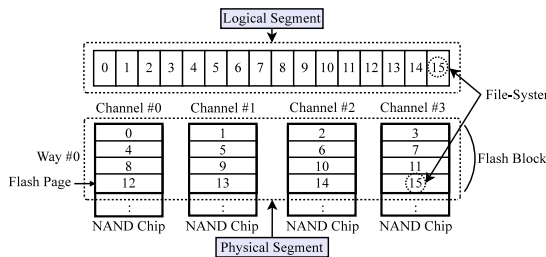 Logical Segment
0 1 2 3 4 5 6 7 8 9 10 11 12 13 14 15
File-System
Channel #0 Channel #1 Channel #2 Channel #3
Way #0
0 1 2 3
4 5 6 7
8 9 10 11
Flash Block
Flash Page
12 13 14 15
: : : :
NAND Chip NAND Chip NAND Chip NAND Chip
Physical Segment